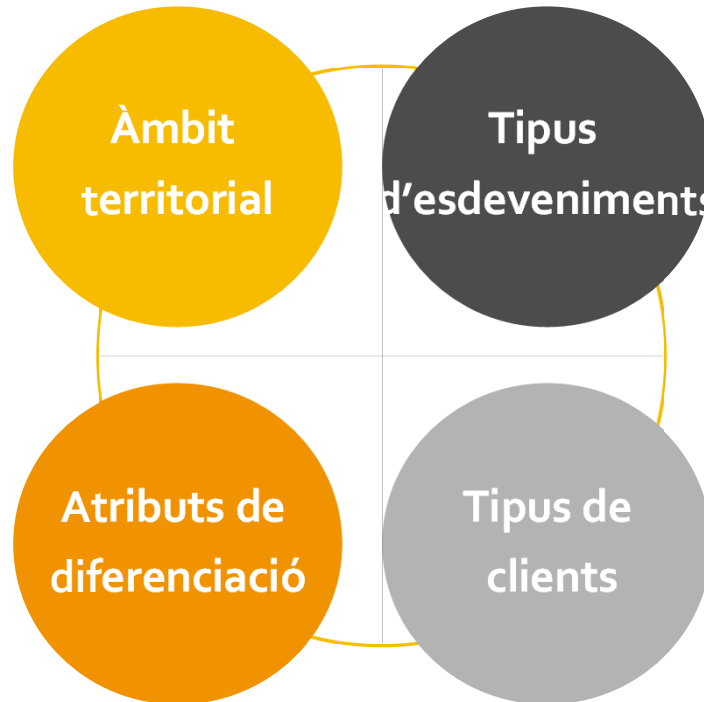 Àmbit
territorial
Tipus
d’esdeveniments
Atributs de
diferenciació
Tipus de
clients